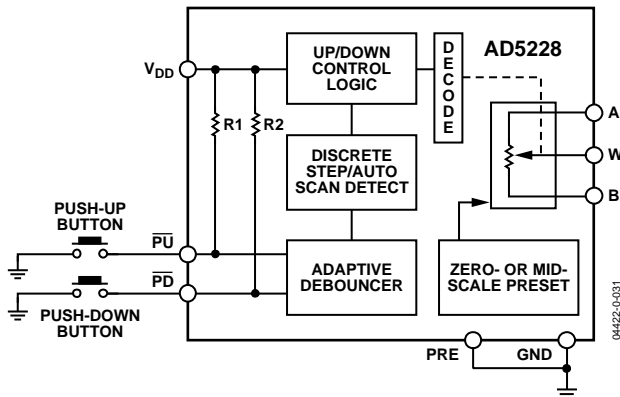 UP/DOWN
CONTROL
LOGIC
DECODE
AD5228
VDD
R1
R2
A
W
B
DISCRETE
STEP/AUTO
SCAN DETECT
PUSH-UP
BUTTON
PU
PD
PUSH-DOWN
BUTTON
ADAPTIVE
DEBOUNCER
ZERO- OR MID-
SCALE PRESET
PRE
GND
04422-0-031